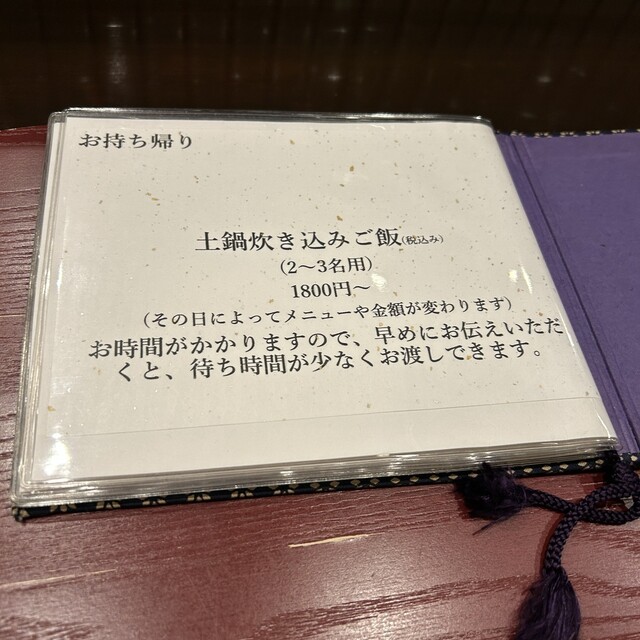 お持ち帰り
土鍋炊き込みご飯(税込み)
(2〜3名用)
1800円〜
(その日によってメニューや金額が変わります)
お時間がかかりますので、早めにお伝えいただ
くと、待ち時間が少なくお渡しできます。